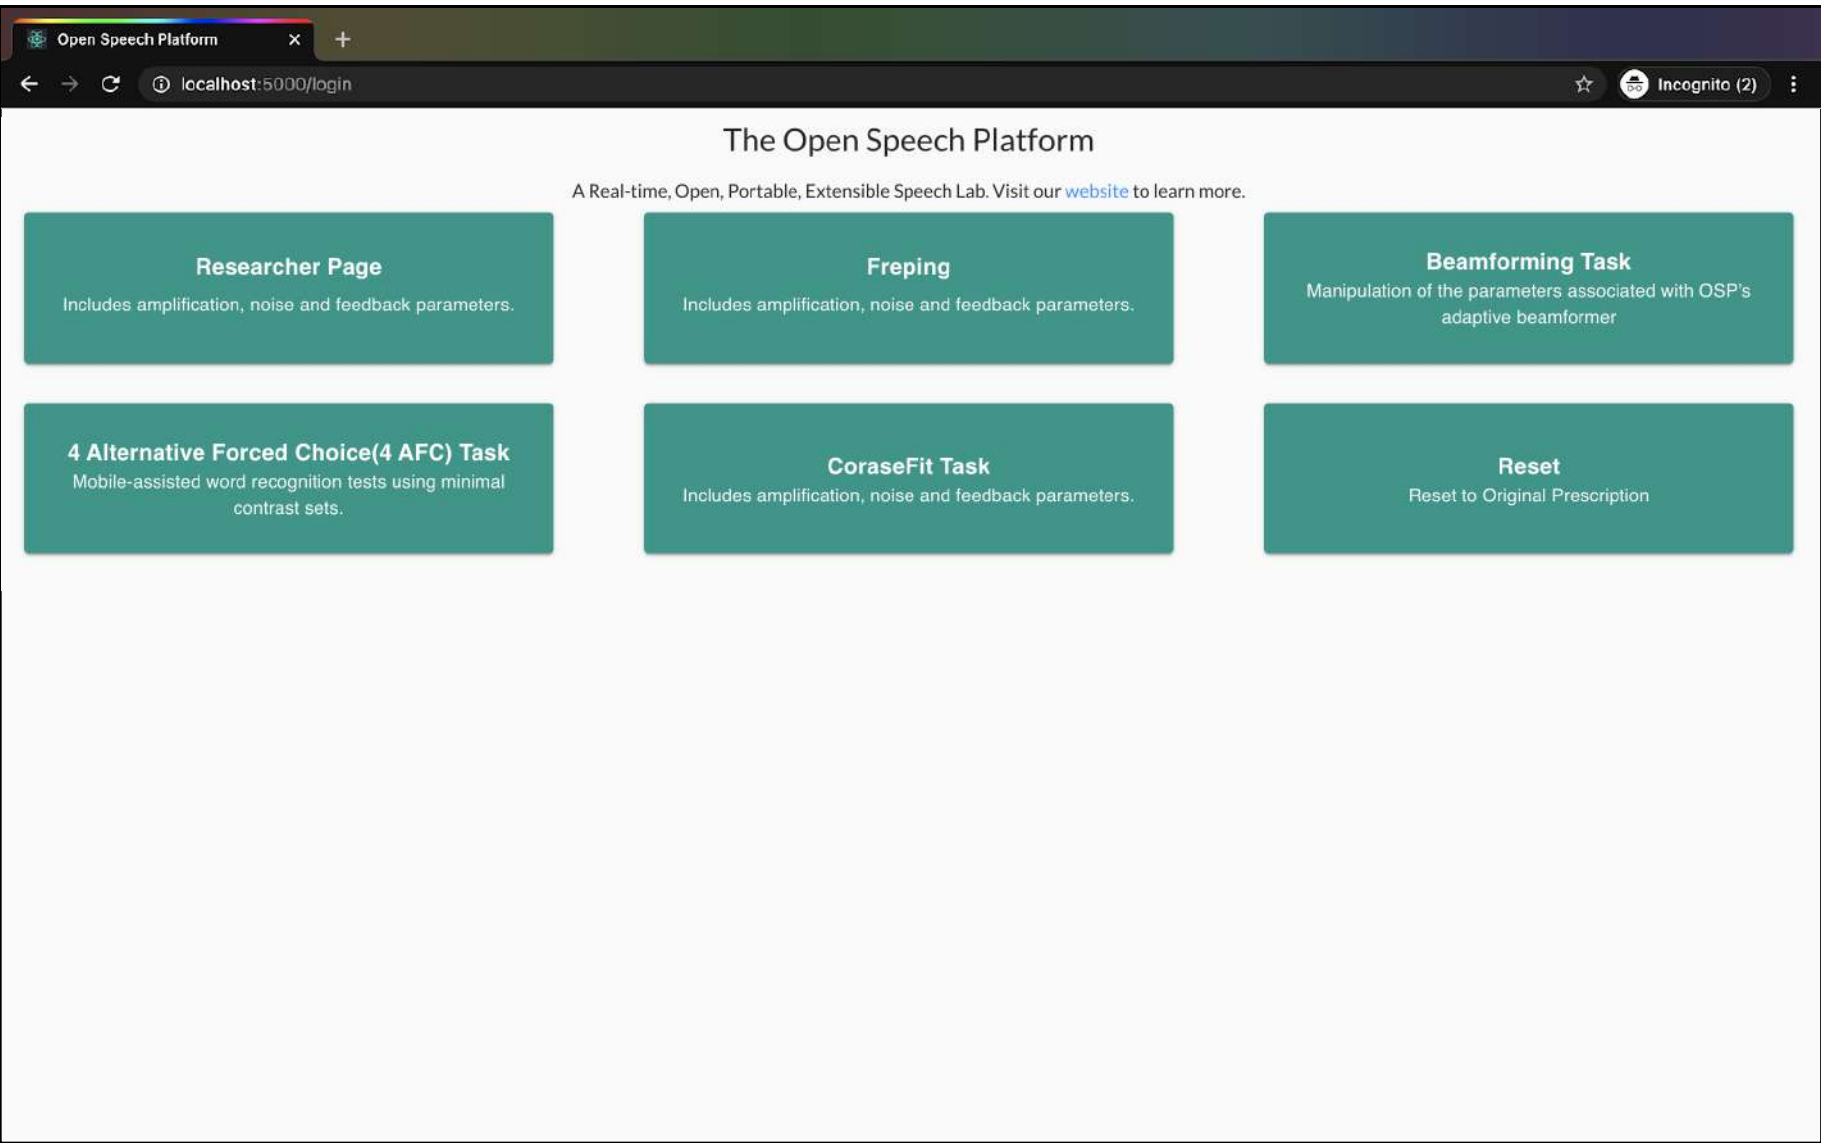 Open Speech Platform
localhost:5000/login
Incognito (2)
The Open Speech Platform
A Real-time, Open, Portable, Extensible Speech Lab. Visit our website to learn more.
Researcher Page
Includes amplification, noise and feedback parameters.
Freping
Includes amplification, noise and feedback parameters.
Beamforming Task
Manipulation of the parameters associated with OSP's
adaptive beamformer
4 Alternative Forced Choice(4 AFC) Task
Mobile-assisted word recognition tests using minimal
contrast sets.
CoraseFit Task
Includes amplification, noise and feedback parameters.
Reset
Reset to Original Prescription